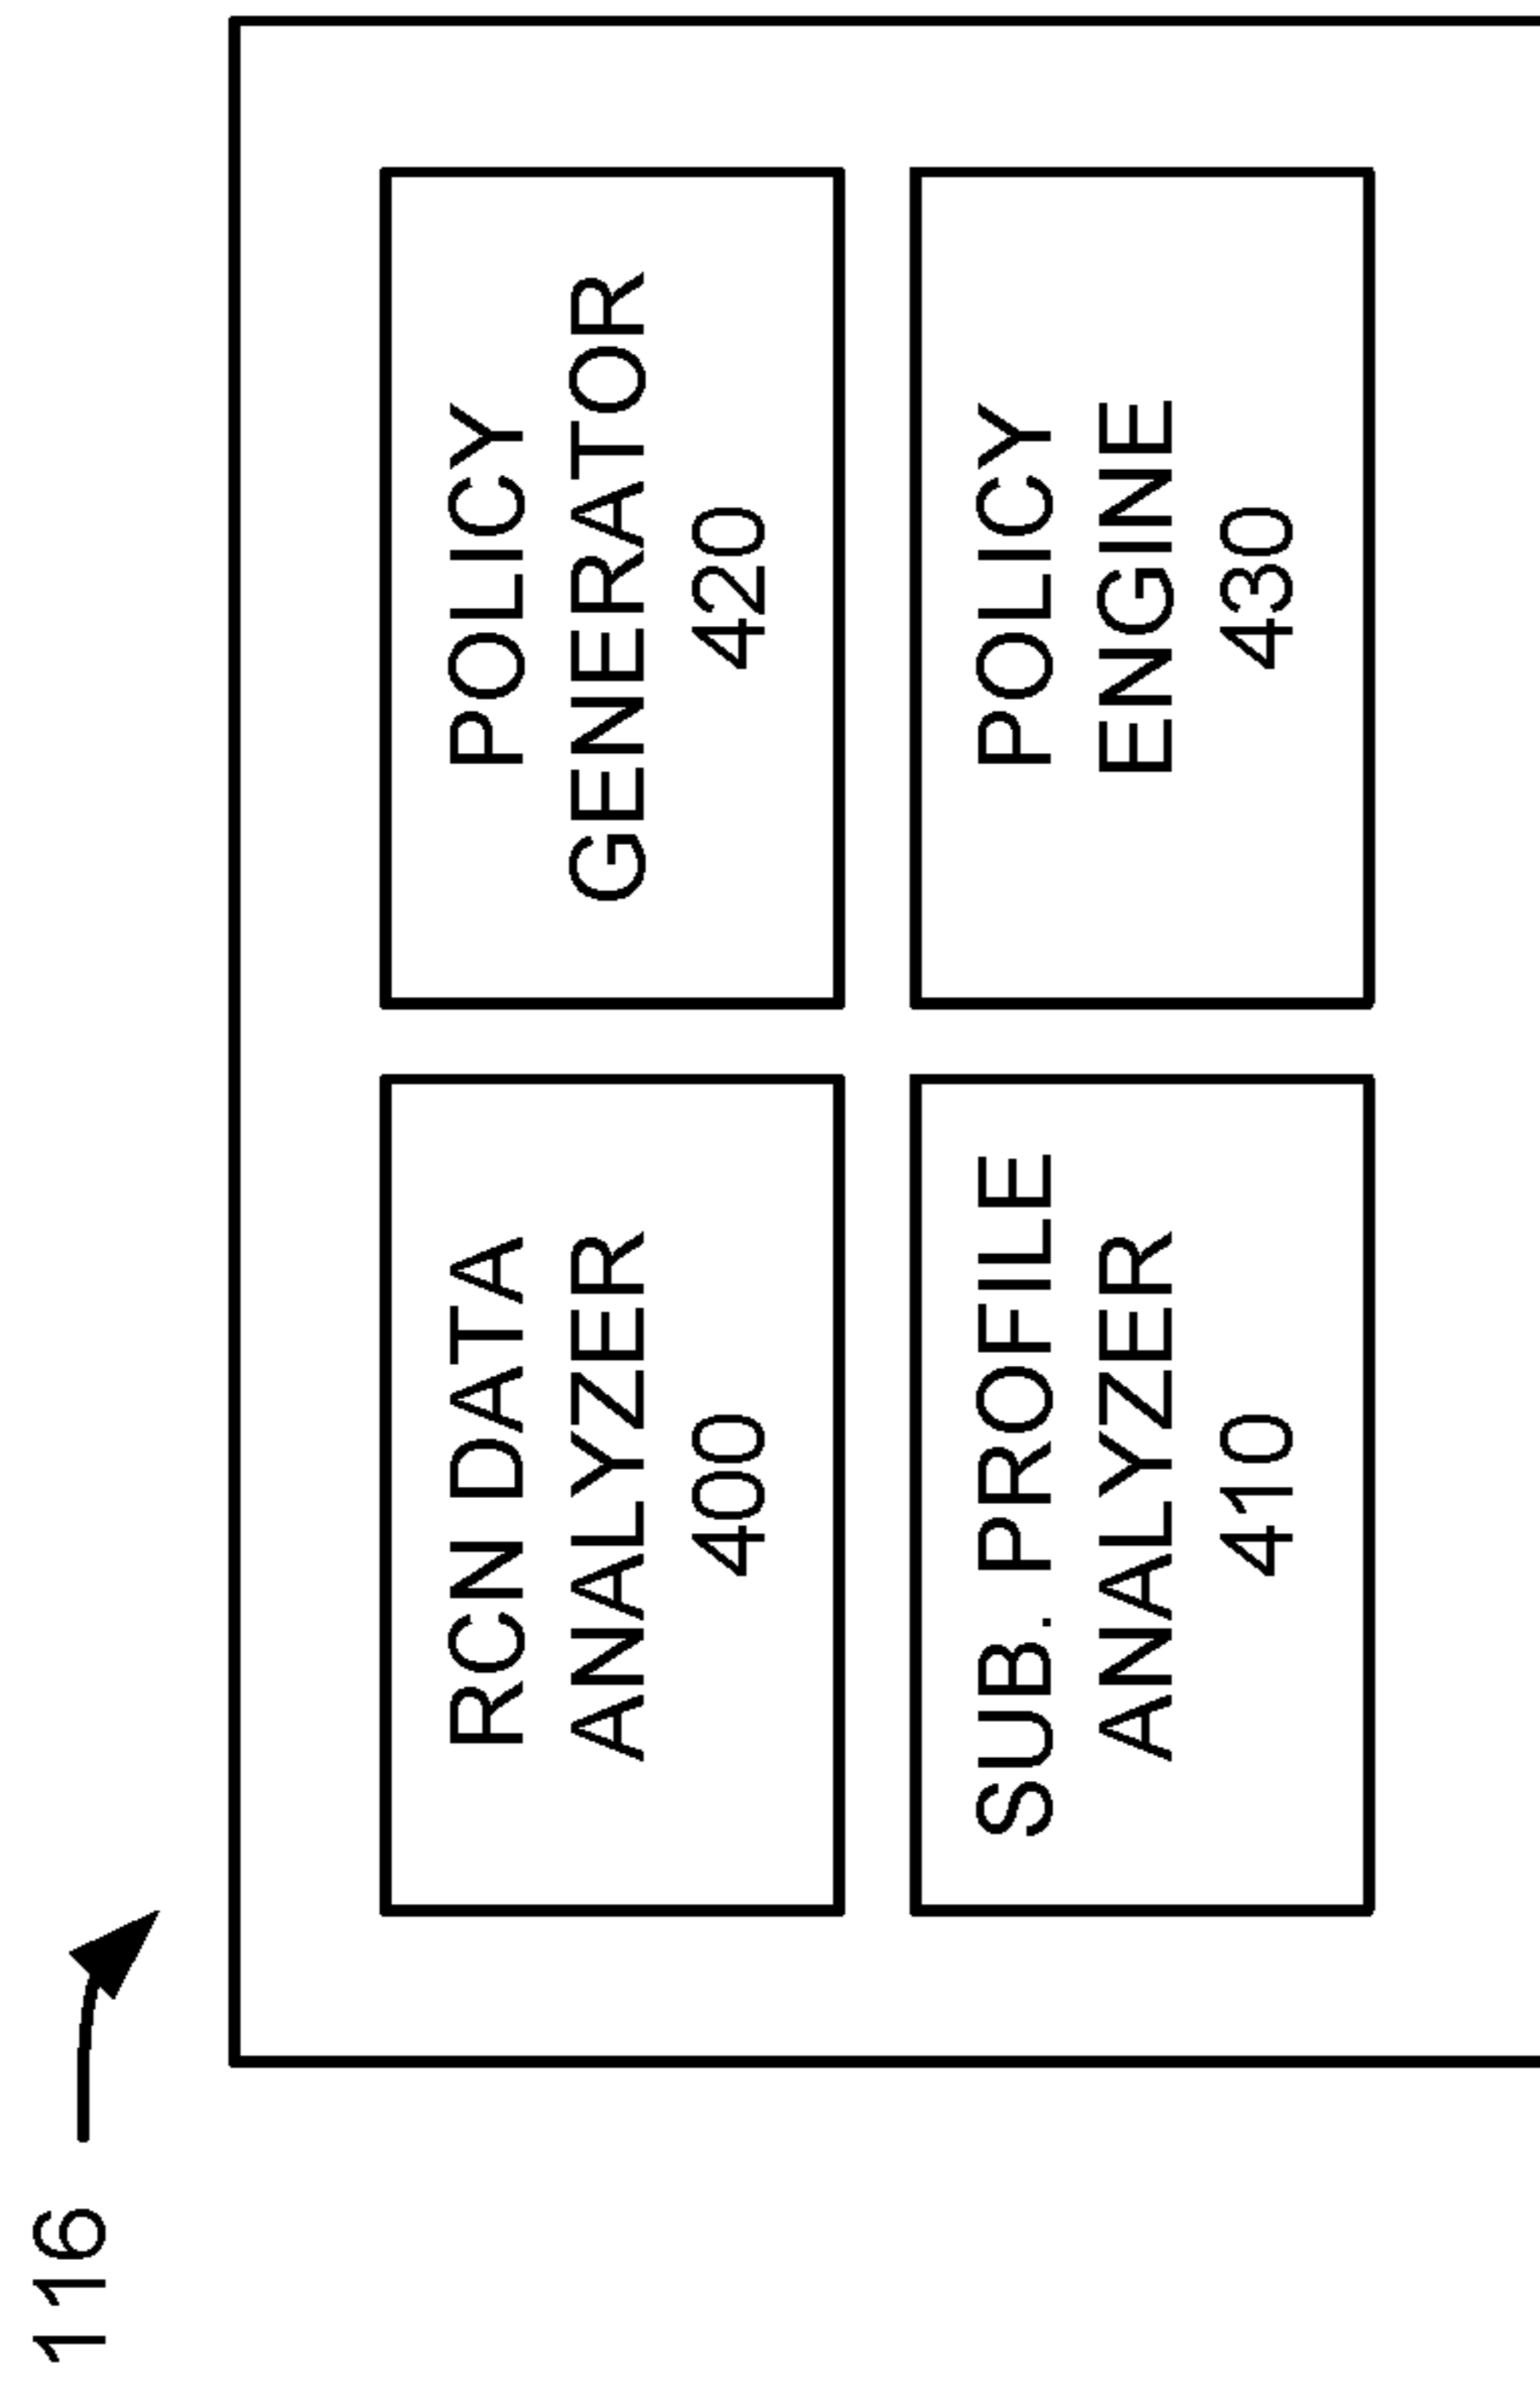 116
RCN DATA
ANALYZER
400
POLICY
GENERATOR
420
SUB. PROFILE
ANALYZER
410
POLICY
ENGINE
430